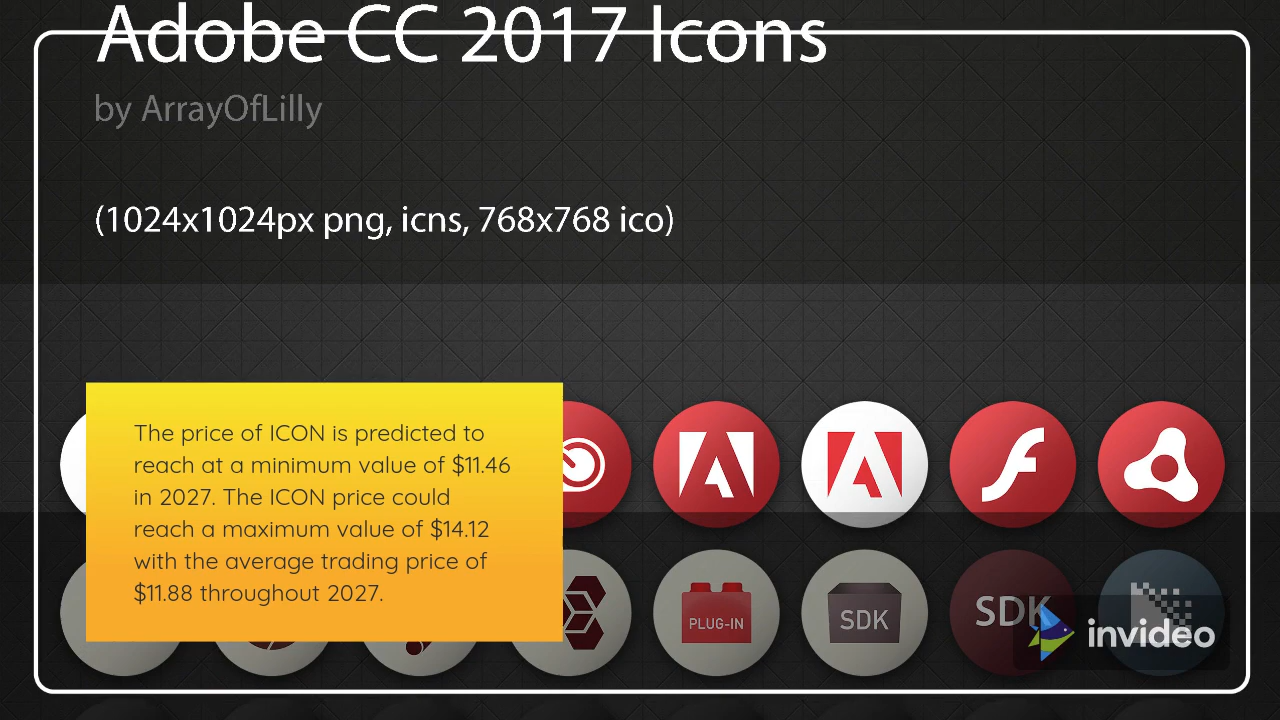 Adobe CC 2017 Icons
by ArrayOfLilly
(1024x1024px png, icns, 768x768 ico)
The price of ICON is predicted to
reach at a minimum value of $11.46
in 2027. The ICON price could
reach a maximum value of $14.12
with the average trading price of
$11.88 throughout 2027.
PLUG-IN
SDK
SDK
invideo